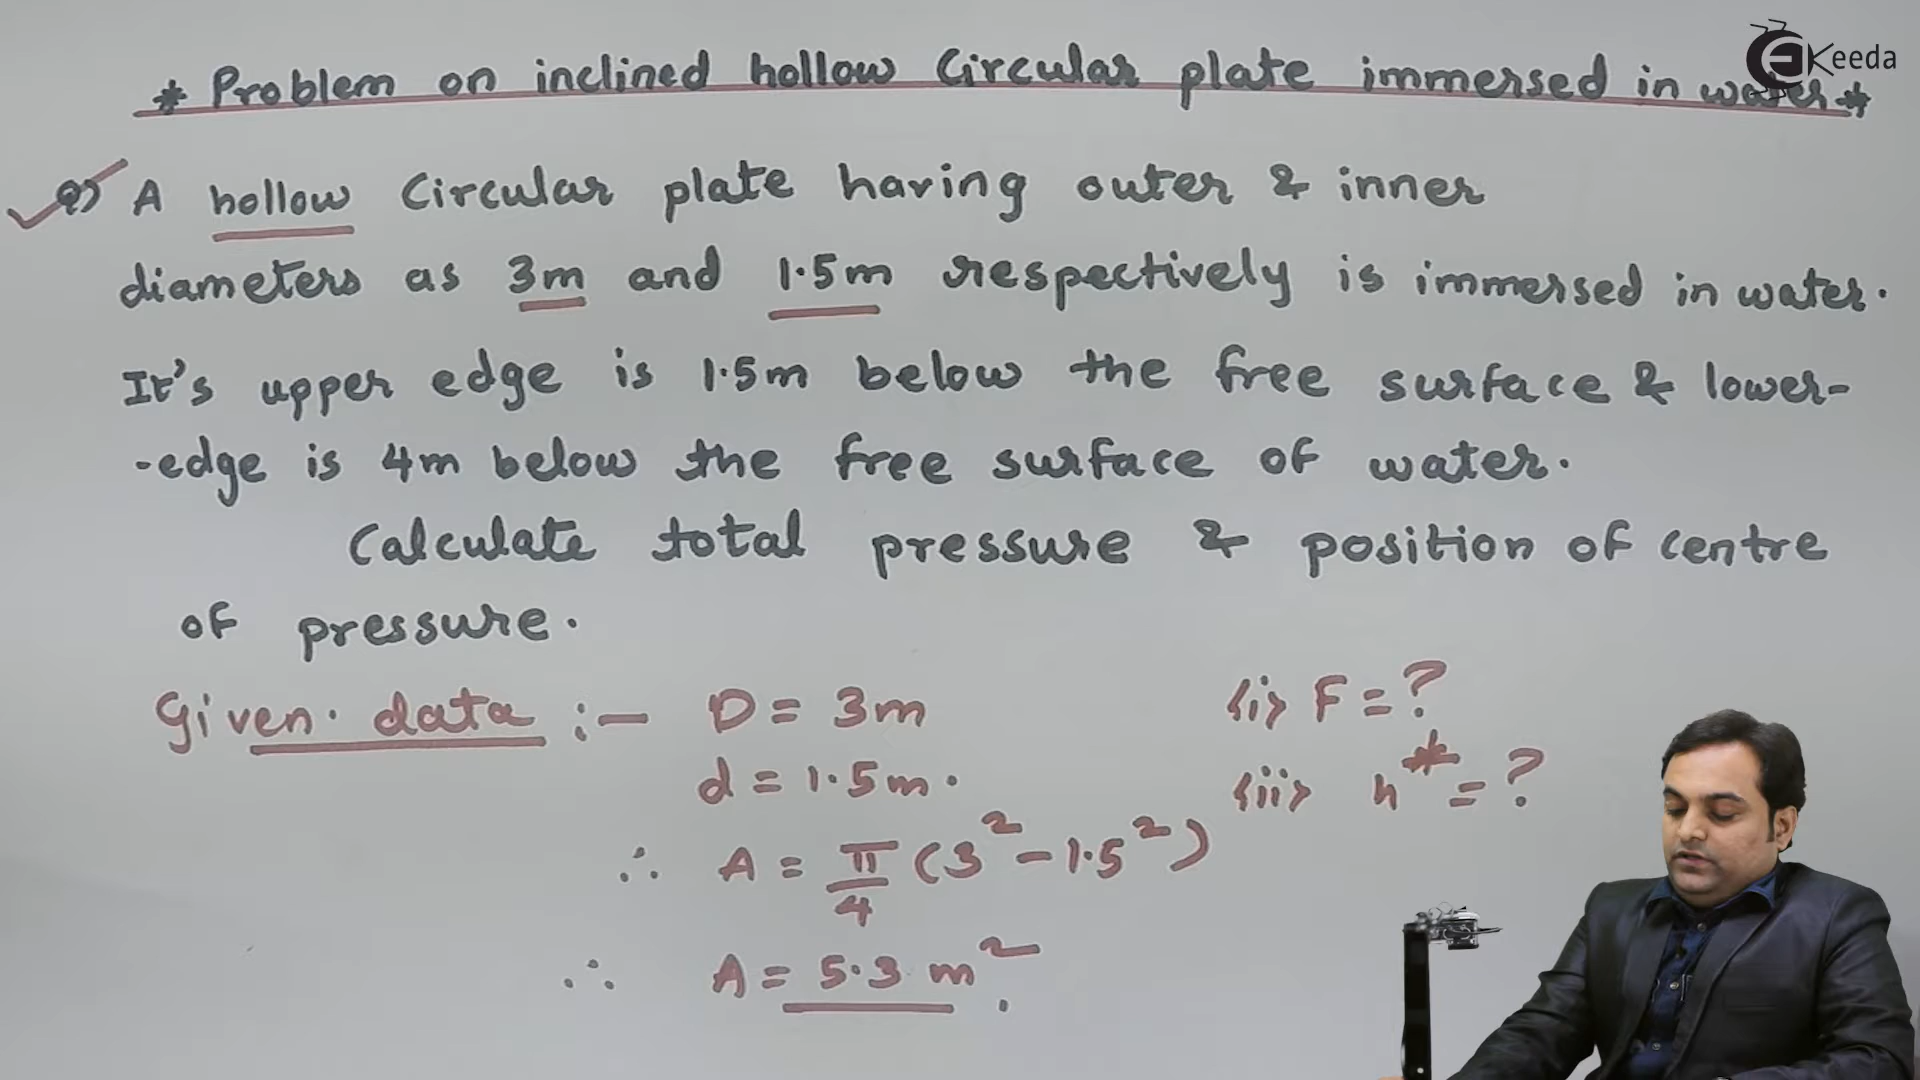 * Problem on inclined hollow Circular plate immersed in water *
Keeda
Q) A hollow Circular plate having outer & inner
diameters as 3m and 1.5m respectively is immersed in water.
It's upper edge is 1.5m below the free surface & lower-
-edge is 4m below the free surface of water.
Calculate total pressure & position of centre
of pressure.
Given data :- D = 3m
d = 1.5m.
∴ A = π/4 (3² - 1.5²)
∴ A = 5.3 m².
<i> F = ?
<ii> h* = ?